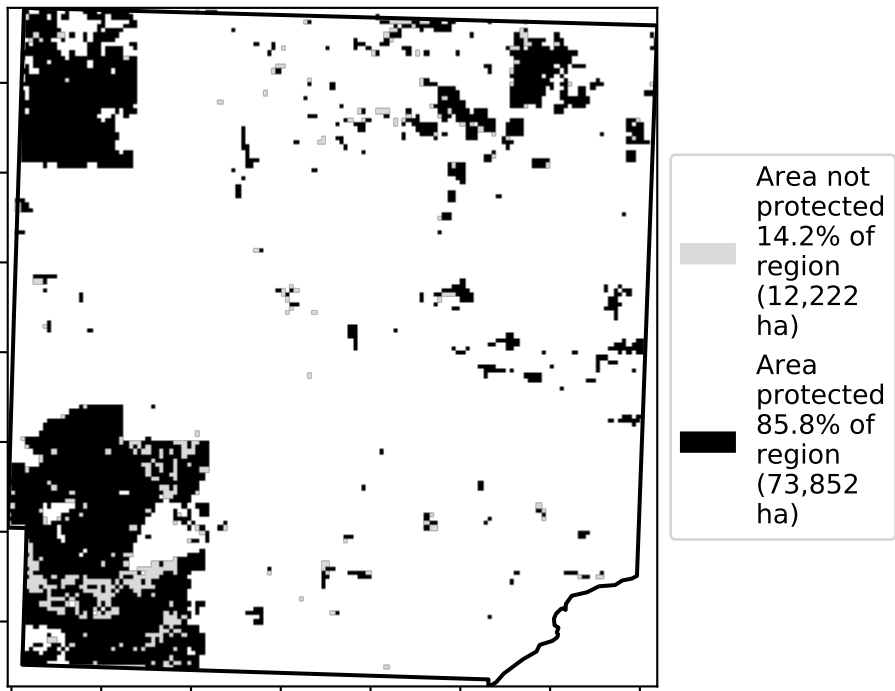 Area not
protected
14.2% of
region
(12,222
ha)
Area
protected
85.8% of
region
(73,852
ha)